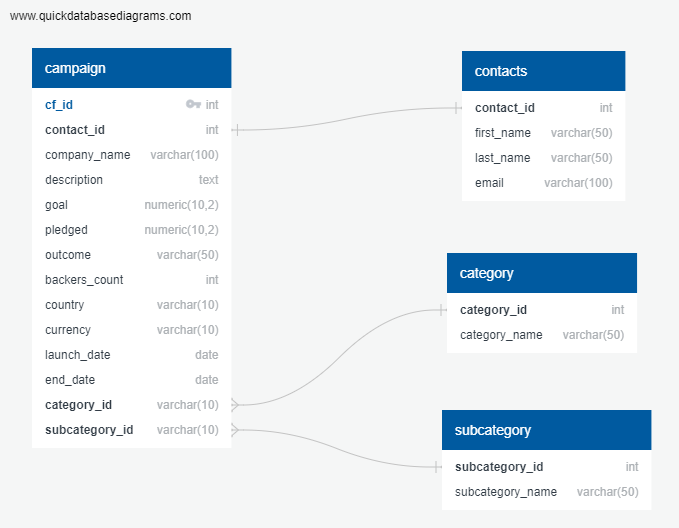 www.quickdatabasediagrams.com
campaign
cf_id int
contact_id int
company_name varchar(100)
description text
goal numeric(10,2)
pledged numeric(10,2)
outcome varchar(50)
backers_count int
country varchar(10)
currency varchar(10)
launch_date date
end_date date
category_id varchar(10)
subcategory_id varchar(10)
contacts
contact_id int
first_name varchar(50)
last_name varchar(50)
email varchar(100)
category
category_id int
category_name varchar(50)
subcategory
subcategory_id int
subcategory_name varchar(50)